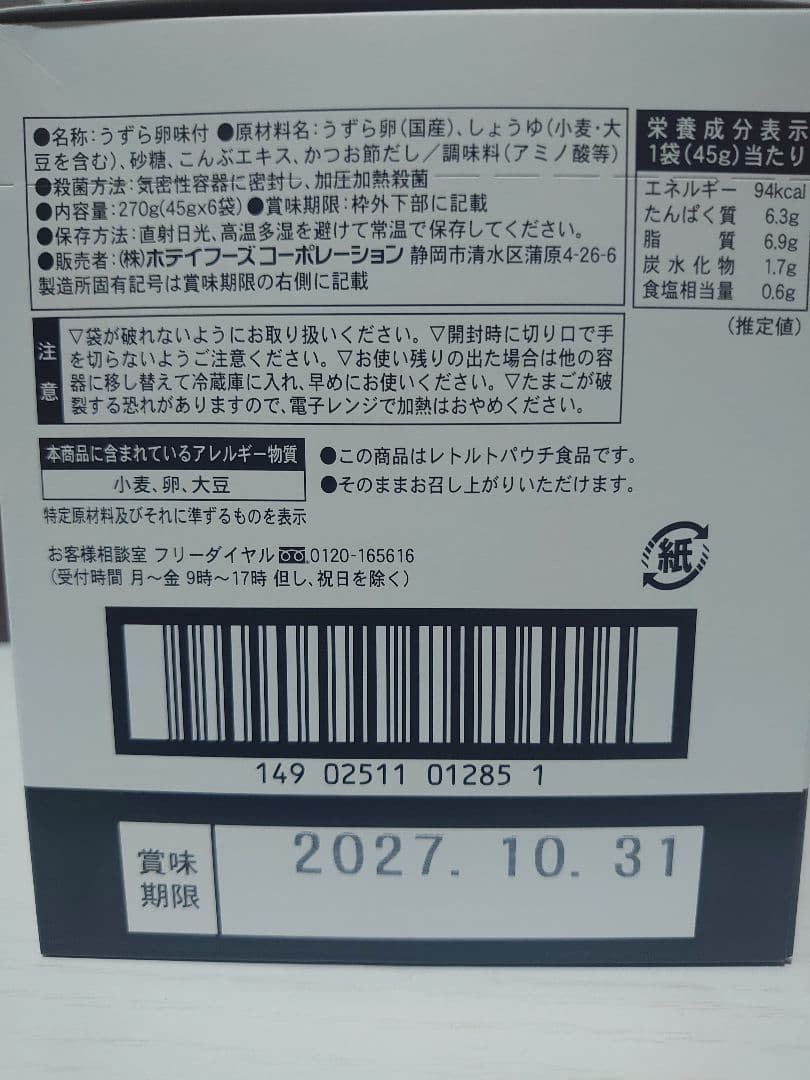 ●名称：うずら卵味付 ●原材料名：うずら卵（国産）、しょうゆ（小麦・大
豆を含む）、砂糖、こんぶエキス、かつお節だし／調味料（アミノ酸等）
●殺菌方法：気密性容器に密封し、加圧加熱殺菌
●内容量：270g（45g×6袋）●賞味期限：枠外下部に記載
●保存方法：直射日光、高温多湿を避けて常温で保存してください。
●販売者：（株）ホテイフーズコーポレーション 静岡市清水区蒲原4-26-6
製造所固有記号は賞味期限の右側に記載
栄養成分表示
1袋（45g）当たり
エネルギー 94kcal
たんぱく質 6.3g
脂質 6.9g
炭水化物 1.7g
食塩相当量 0.6g
（推定値）
注意
▽袋が破れないようにお取り扱いください。▽開封時に切り口で手
を切らないようご注意ください。▽お使い残りの出た場合は他の容
器に移し替えて冷蔵庫に入れ、早めにお使いください。▽たまごが破
裂する恐れがありますので、電子レンジで加熱はおやめください。
本商品に含まれているアレルギー物質
小麦、卵、大豆
特定原材料及びそれに準ずるものを表示
●この商品はレトルトパウチ食品です。
●そのままお召し上がりいただけます。
お客様相談室 フリーダイヤル 0120-165616
（受付時間 月～金 9時～17時 但し、祝日を除く）
紙
149 02511 01285 1
賞味
期限
2027. 10. 31